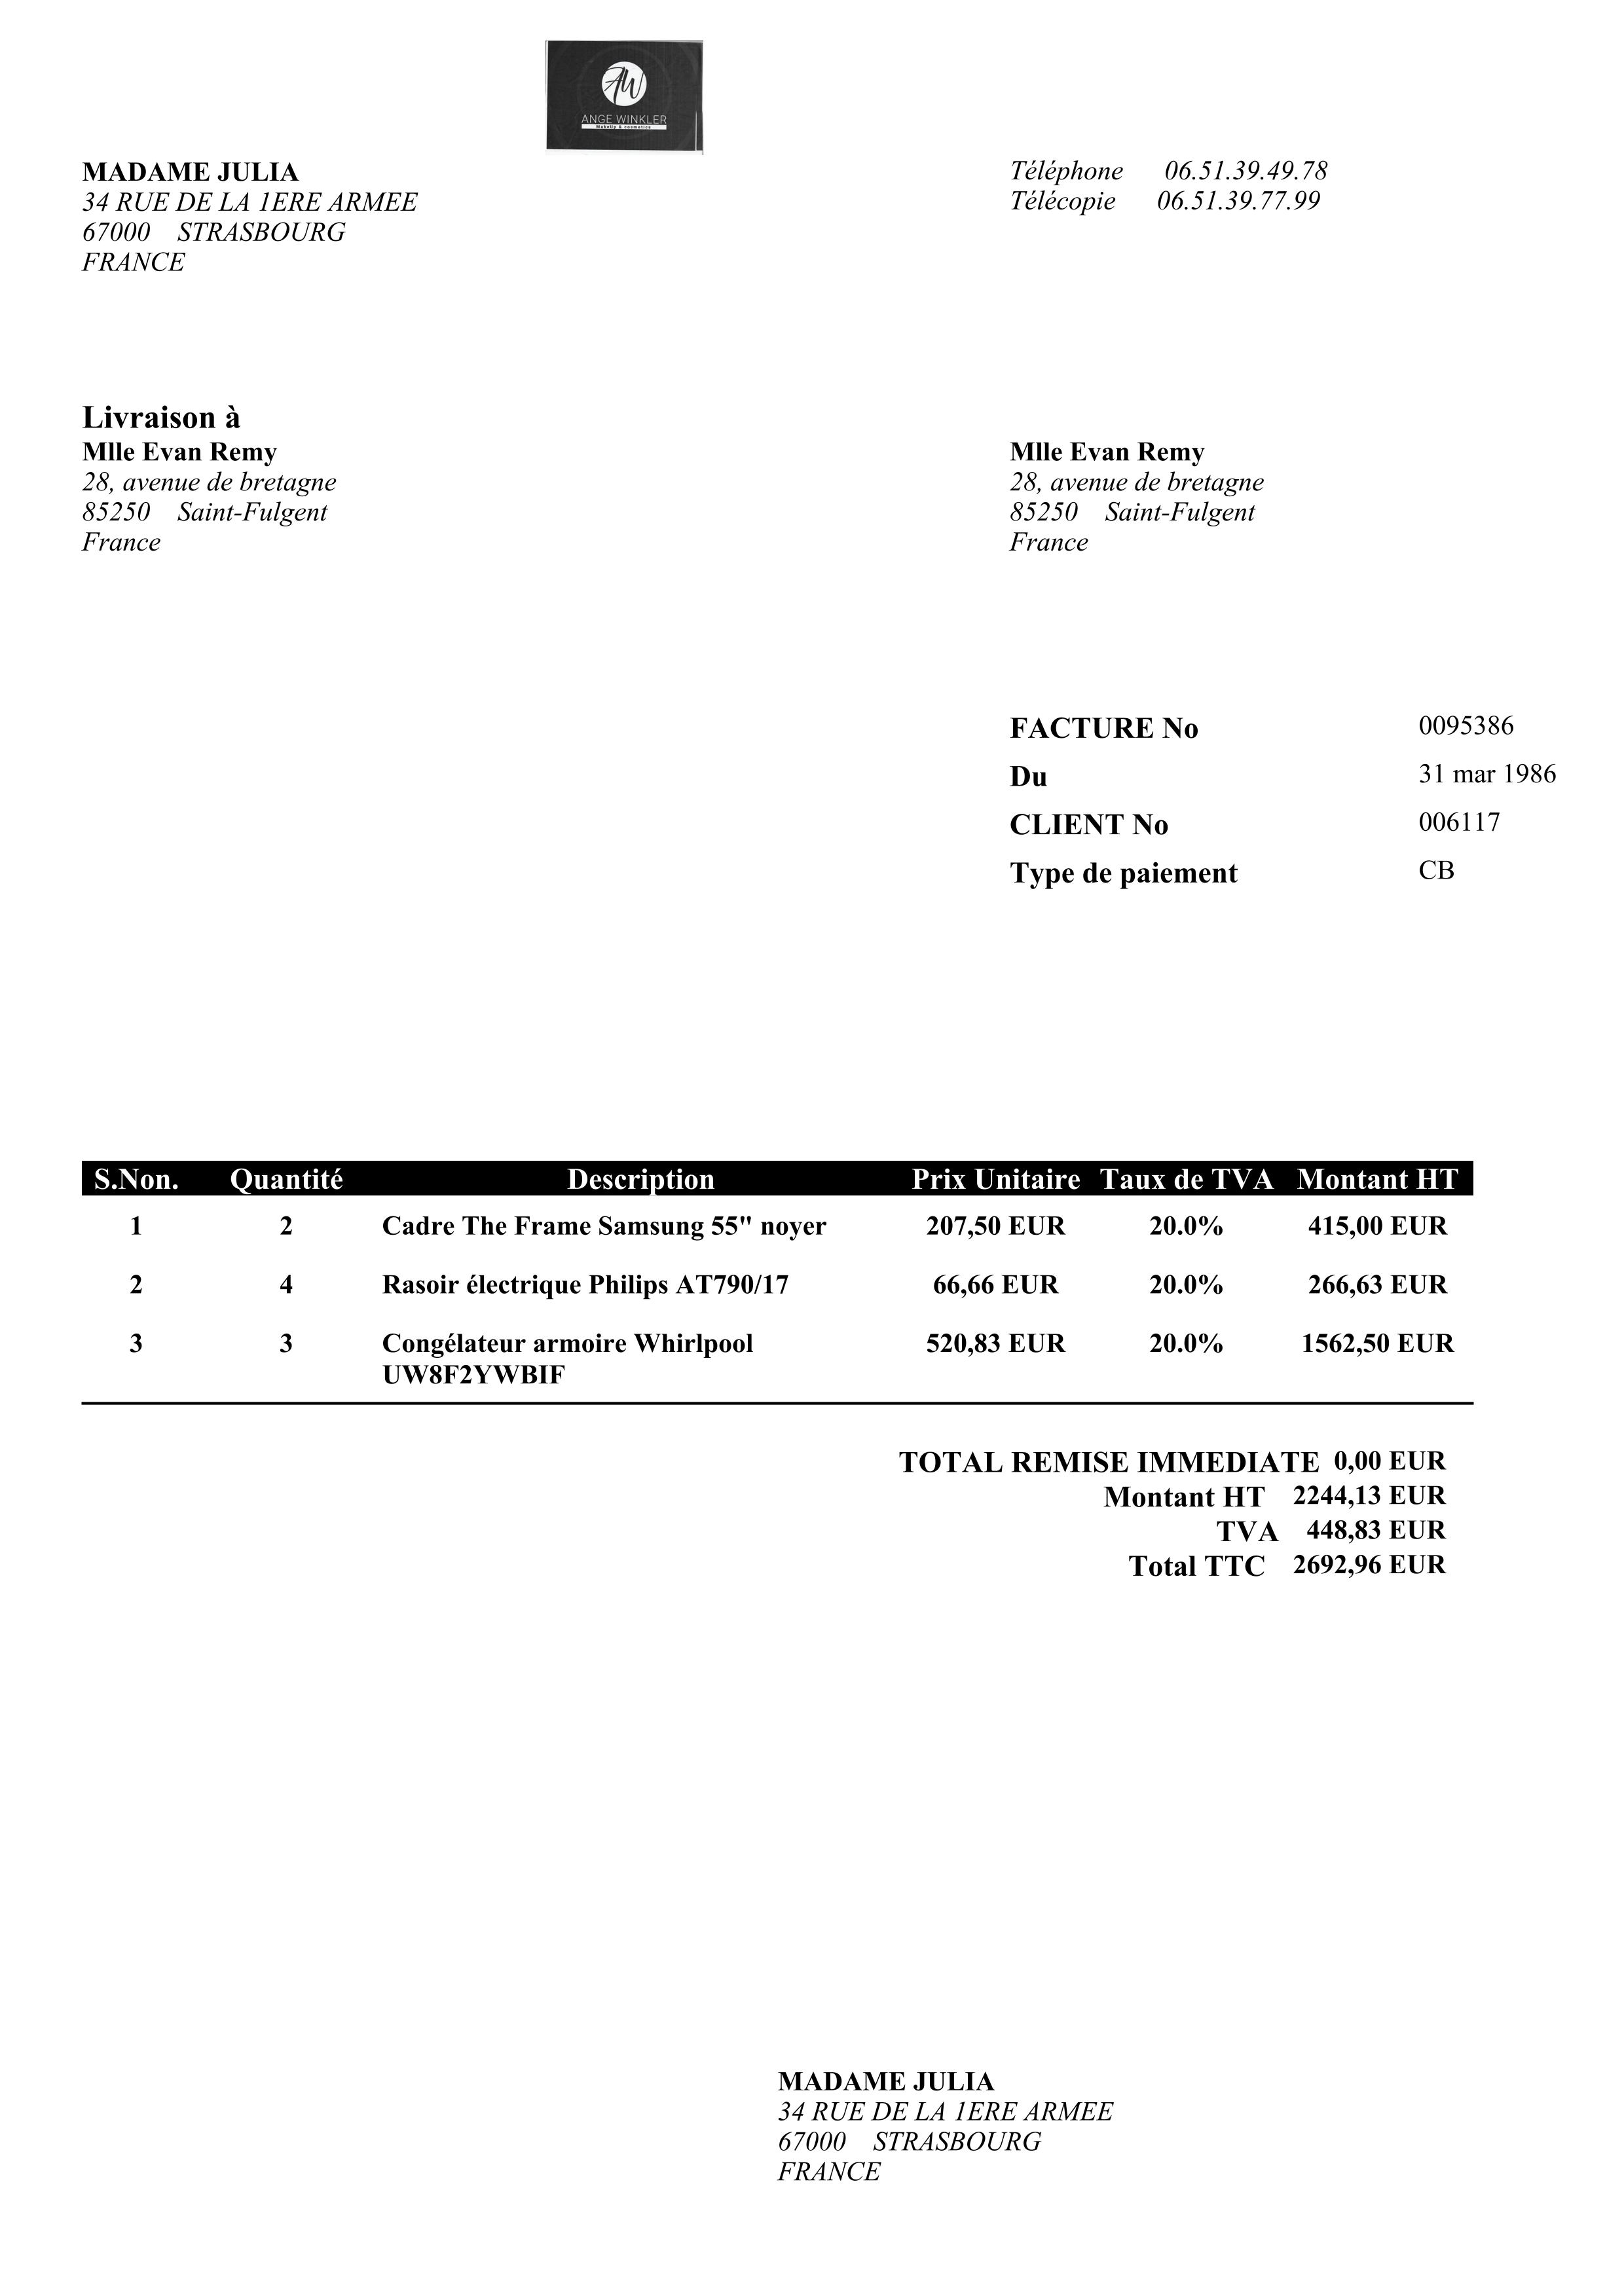 AW
ANGE WINKLER
MakeUp & cosmetics
MADAME JULIA
34 RUE DE LA 1ERE ARMEE
67000 STRASBOURG
FRANCE
Téléphone 06.51.39.49.78
Télécopie 06.51.39.77.99
Livraison à
Mlle Evan Remy
28, avenue de bretagne
85250 Saint-Fulgent
France
Mlle Evan Remy
28, avenue de bretagne
85250 Saint-Fulgent
France
FACTURE No 0095386
Du 31 mar 1986
CLIENT No 006117
Type de paiement CB
S.Non. Quantité Description Prix Unitaire Taux de TVA Montant HT
1 2 Cadre The Frame Samsung 55" noyer 207,50 EUR 20.0% 415,00 EUR
2 4 Rasoir électrique Philips AT790/17 66,66 EUR 20.0% 266,63 EUR
3 3 Congélateur armoire Whirlpool 520,83 EUR 20.0% 1562,50 EUR
UW8F2YWBIF
TOTAL REMISE IMMEDIATE 0,00 EUR
Montant HT 2244,13 EUR
TVA 448,83 EUR
Total TTC 2692,96 EUR
MADAME JULIA
34 RUE DE LA 1ERE ARMEE
67000 STRASBOURG
FRANCE